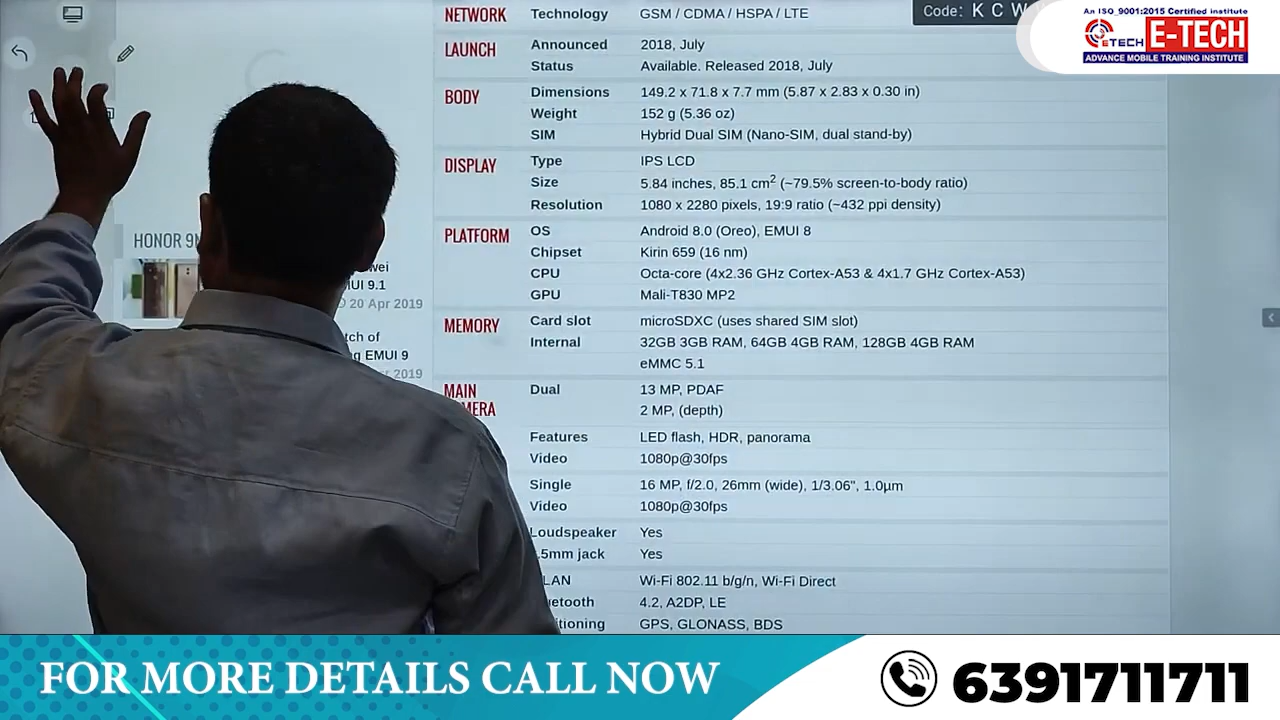 NETWORK Technology GSM / CDMA / HSPA / LTE
Code: K C W
An ISO 9001:2015 Certified institute
ETECH E-TECH
ADVANCE MOBILE TRAINING INSTITUTE
LAUNCH Announced 2018, July
Status Available. Released 2018, July
BODY Dimensions 149.2 x 71.8 x 7.7 mm (5.87 x 2.83 x 0.30 in)
Weight 152 g (5.36 oz)
SIM Hybrid Dual SIM (Nano-SIM, dual stand-by)
DISPLAY Type IPS LCD
Size 5.84 inches, 85.1 cm2 (~79.5% screen-to-body ratio)
Resolution 1080 x 2280 pixels, 19:9 ratio (~432 ppi density)
PLATFORM OS Android 8.0 (Oreo), EMUI 8
Chipset Kirin 659 (16 nm)
CPU Octa-core (4x2.36 GHz Cortex-A53 & 4x1.7 GHz Cortex-A53)
GPU Mali-T830 MP2
HONOR 9N
9.1
20 Apr 2019
of
EMUI 9
2019
MEMORY Card slot microSDXC (uses shared SIM slot)
Internal 32GB 3GB RAM, 64GB 4GB RAM, 128GB 4GB RAM
eMMC 5.1
MAIN Dual 13 MP, PDAF
2 MP, (depth)
Features LED flash, HDR, panorama
Video 1080p@30fps
Single 16 MP, f/2.0, 26mm (wide), 1/3.06", 1.0µm
Video 1080p@30fps
Loudspeaker Yes
.5mm jack Yes
LAN Wi-Fi 802.11 b/g/n, Wi-Fi Direct
4.2, A2DP, LE
GPS, GLONASS, BDS
FOR MORE DETAILS CALL NOW
6391711711